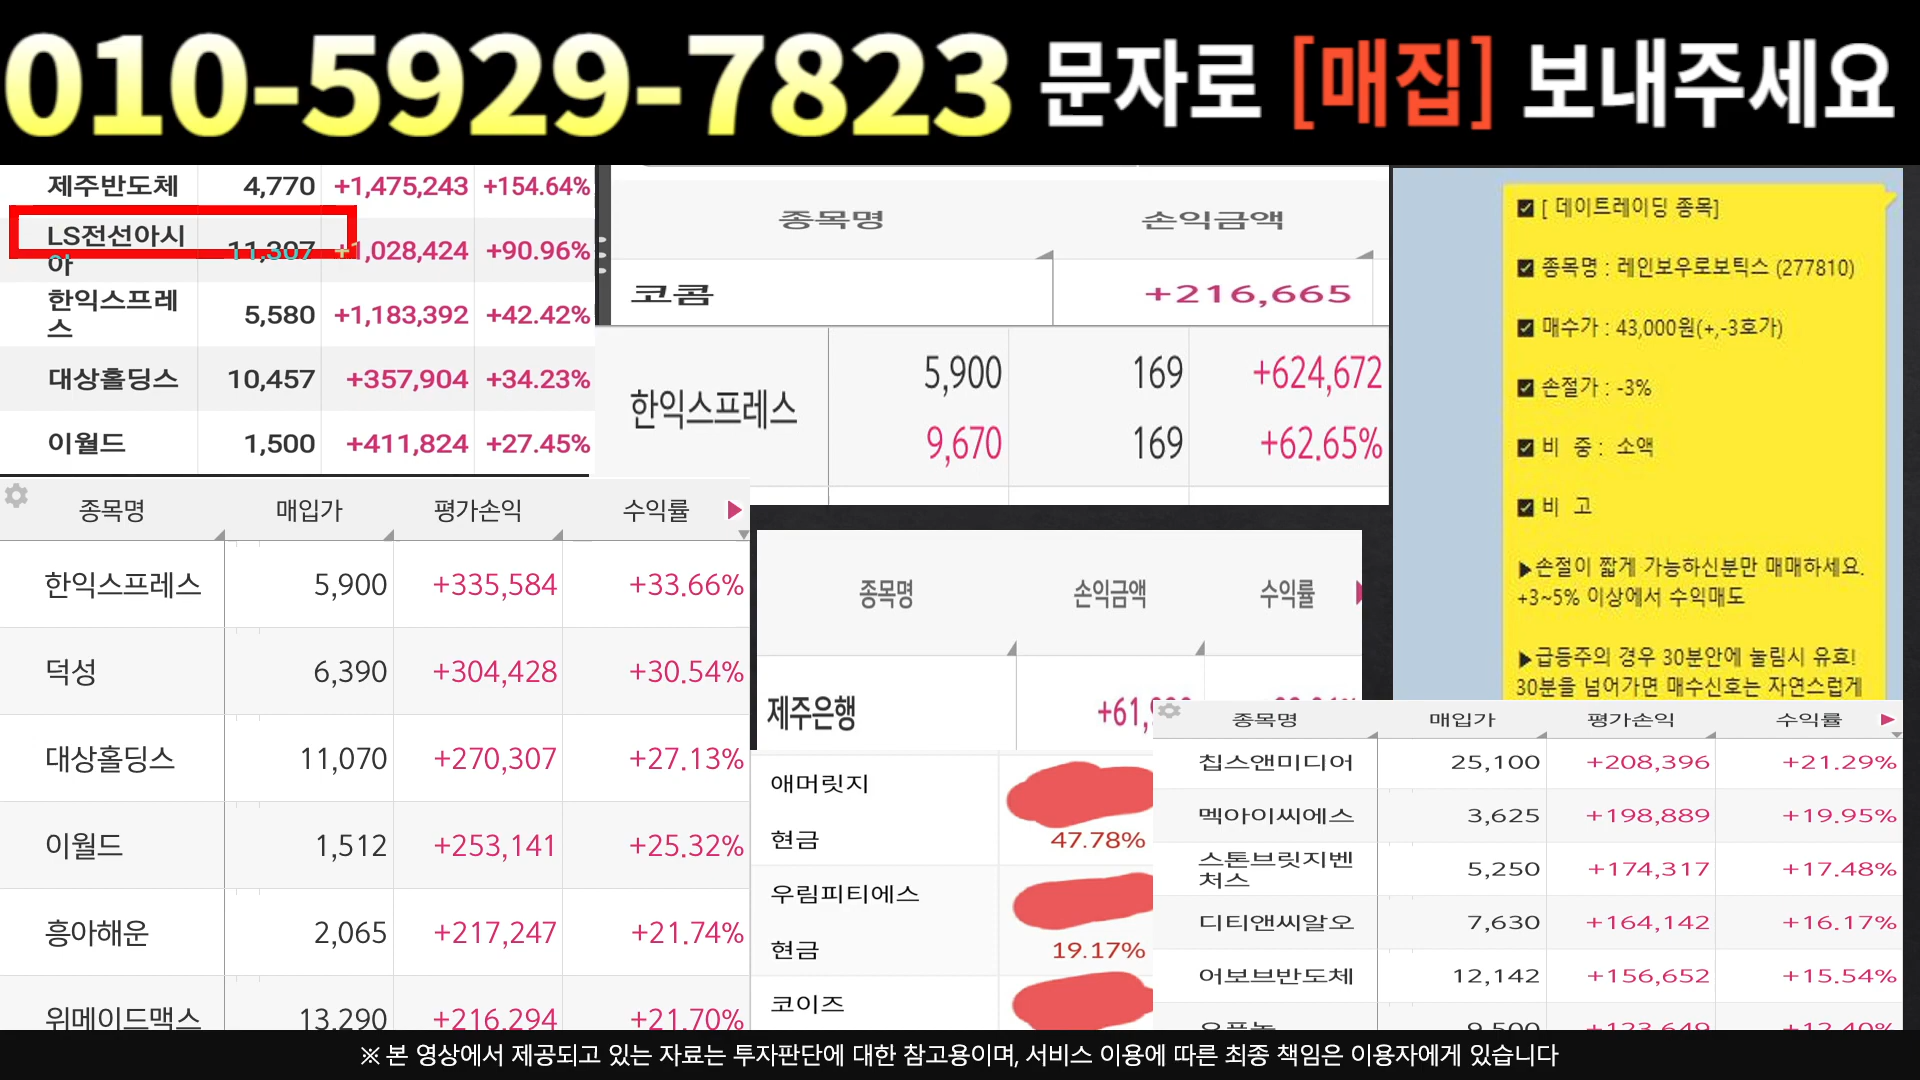 010-5929-7823 문자로 [매집] 보내주세요
제주반도체 4,770 +1,475,243 +154.64%
LS전선아시아 11,307 +1,028,424 +90.96%
한익스프레스 5,580 +1,183,392 +42.42%
대상홀딩스 10,457 +357,904 +34.23%
이월드 1,500 +411,824 +27.45%
종목명 손익금액
코콤 +216,665
한익스프레스 5,900 169 +624,672
9,670 169 +62.65%
☑ [ 데이트레이딩 종목]
☑ 종목명 : 레인보우로보틱스 (277810)
☑ 매수가 : 43,000원(+,-3호가)
☑ 손절가 : -3%
☑ 비 중 : 소액
☑ 비 고
▶손절이 짧게 가능하신분만 매매하세요.
+3~5% 이상에서 수익매도
▶급등주의 경우 30분안에 눌림시 유효!
30분을 넘어가면 매수신호는 자연스럽게
종목명 매입가 평가손익 수익률
한익스프레스 5,900 +335,584 +33.66%
덕성 6,390 +304,428 +30.54%
대상홀딩스 11,070 +270,307 +27.13%
이월드 1,512 +253,141 +25.32%
흥아해운 2,065 +217,247 +21.74%
위메이드맥스 13,290 +216,294 +21.70%
종목명 손익금액 수익률
제주은행
애머릿지
현금 47.78%
우림피티에스
현금 19.17%
코이즈
종목명 매입가 평가손익 수익률
칩스앤미디어 25,100 +208,396 +21.29%
멕아이씨에스 3,625 +198,889 +19.95%
스톤브릿지벤처스 5,250 +174,317 +17.48%
디티앤씨알오 7,630 +164,142 +16.17%
어보브반도체 12,142 +156,652 +15.54%
※ 본 영상에서 제공되고 있는 자료는 투자판단에 대한 참고용이며, 서비스 이용에 따른 최종 책임은 이용자에게 있습니다